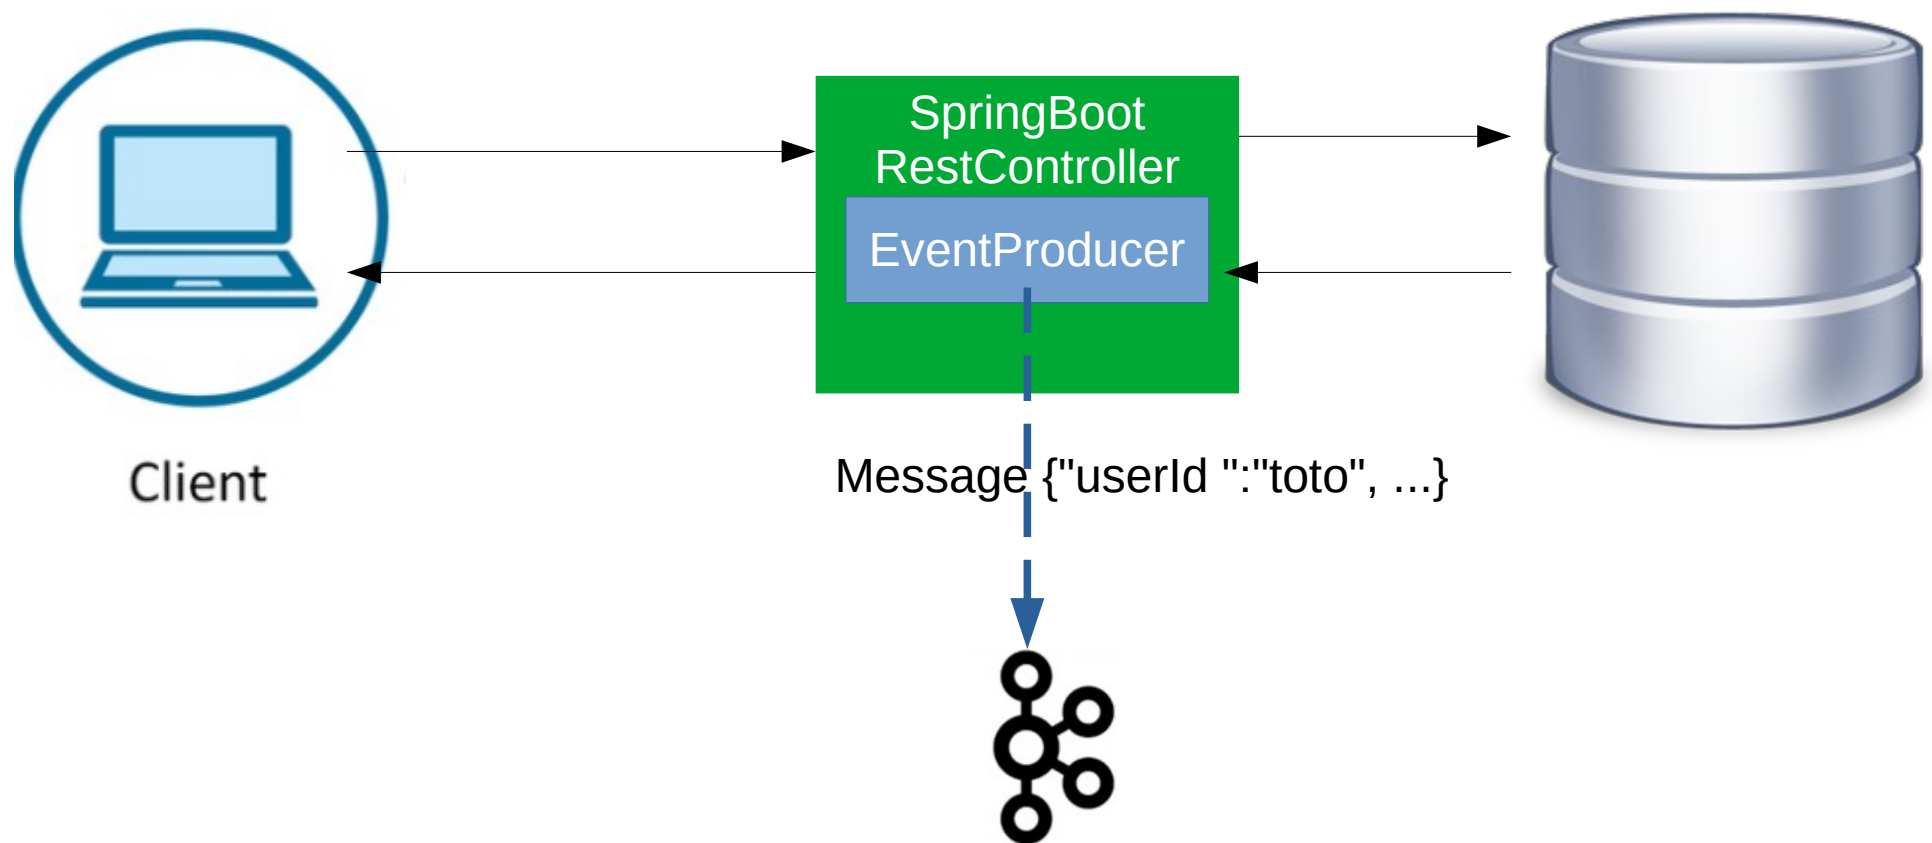 SpringBoot
RestController
EventProducer
Message {"userId ":"toto", ...}
Client